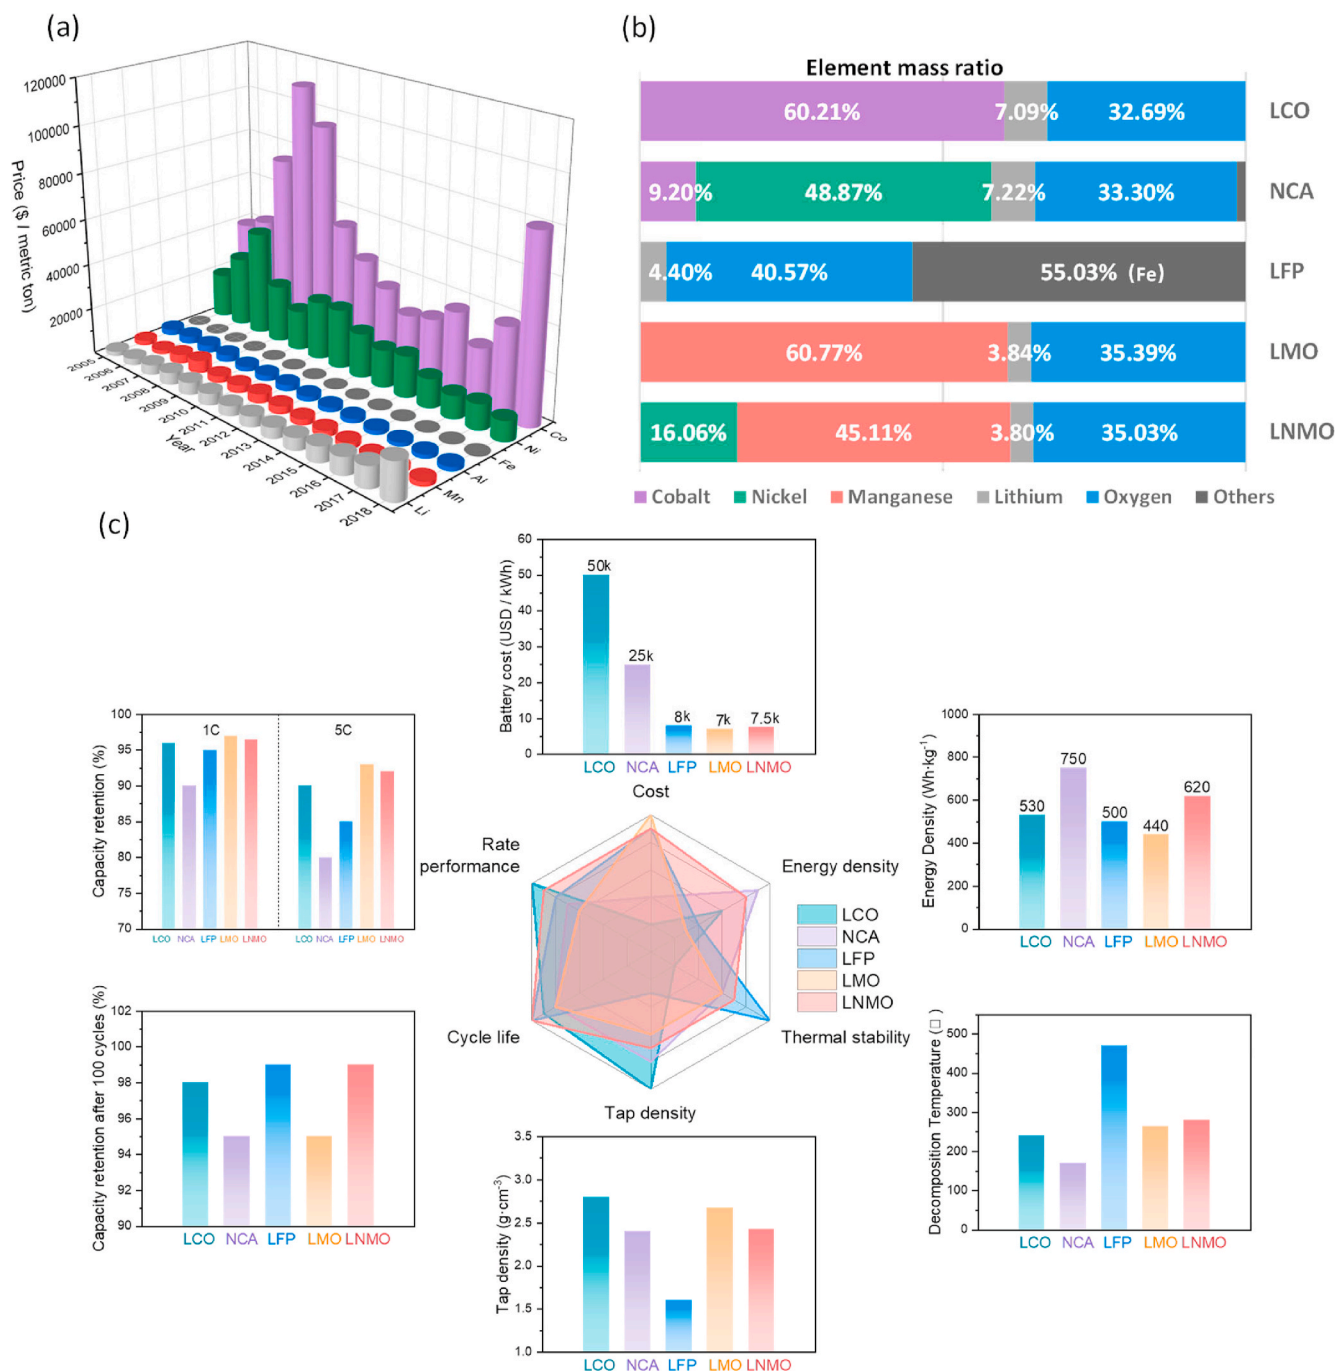 (a)
120000
100000
80000
60000
40000
20000
Price ($ / metric ton)
2005
2006
2007
2008
2009
2010
2011
2012
2013
2014
2015
2016
2017
2018
Year
Li
Mn
Al
Fe
Ni
Co
(b)
Element mass ratio
60.21% 7.09% 32.69% LCO
9.20% 48.87% 7.22% 33.30% NCA
4.40% 40.57% 55.03% (Fe) LFP
60.77% 3.84% 35.39% LMO
16.06% 45.11% 3.80% 35.03% LNMO
Cobalt Nickel Manganese Lithium Oxygen Others
(c)
Battery cost (USD / kWh)
60
50
40
30
20
10
0
50k
25k
8k
7k
7.5k
LCO NCA LFP LMO LNMO
Capacity retention (%)
100
95
90
85
80
75
70
1C 5C
LCO NCA LFP LMO LNMO LCO NCA LFP LMO LNMO
Energy Density (Wh·kg⁻¹)
1000
800
600
400
200
0
530
750
500
440
620
LCO NCA LFP LMO LNMO
Cost
Rate
performance
Energy density
Cycle life
Thermal stability
Tap density
LCO
NCA
LFP
LMO
LNMO
Capacity retention after 100 cycles (%)
102
100
98
96
94
92
90
LCO NCA LFP LMO LNMO
Tap density (g·cm⁻³)
3.5
3.0
2.5
2.0
1.5
1.0
LCO NCA LFP LMO LNMO
Decomposition Temperature (□)
500
400
300
200
100
0
LCO NCA LFP LMO LNMO